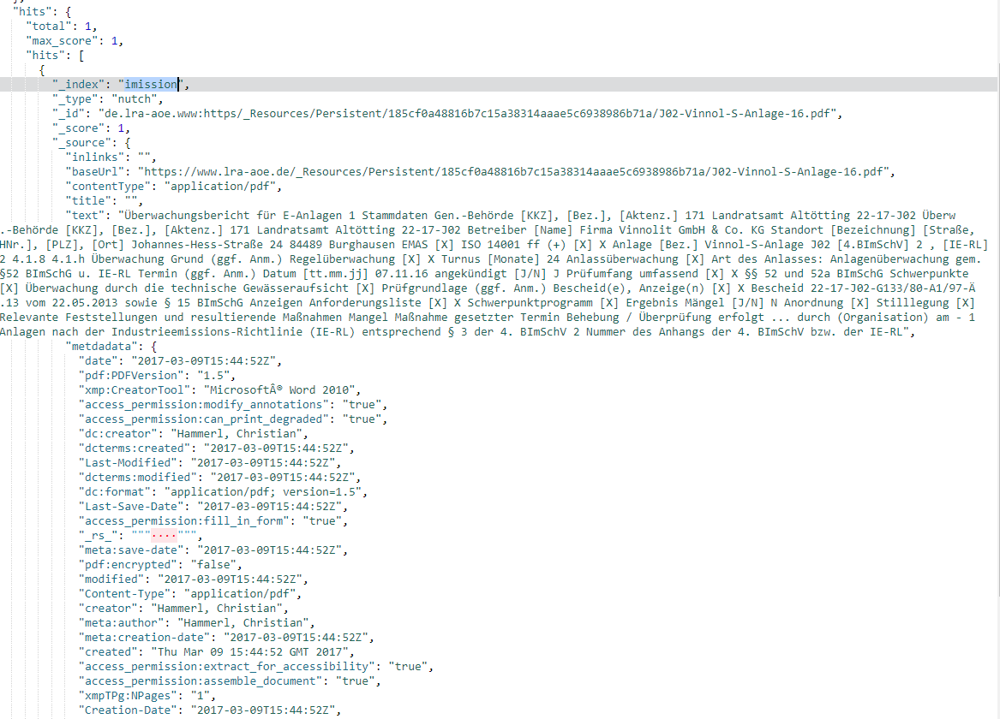 },
"hits": {
"total": 1,
"max_score": 1,
"hits": [
{
"_index": "imission",
"_type": "nutch",
"_id": "de.lra-aoe.www:https/_Resources/Persistent/185cf0a48816b7c15a38314aaae5c6938986b71a/J02-Vinnol-S-Anlage-16.pdf",
"_score": 1,
"_source": {
"inlinks": "",
"baseUrl": "https://www.lra-aoe.de/_Resources/Persistent/185cf0a48816b7c15a38314aaae5c6938986b71a/J02-Vinnol-S-Anlage-16.pdf",
"contentType": "application/pdf",
"title": "",
"text": "Überwachungsbericht für E-Anlagen 1 Stammdaten Gen.-Behörde [KKZ], [Bez.], [Aktenz.] 171 Landratsamt Altötting 22-17-J02 Überw
.-Behörde [KKZ], [Bez.], [Aktenz.] 171 Landratsamt Altötting 22-17-J02 Betreiber [Name] Firma Vinnolit GmbH & Co. KG Standort [Bezeichnung] [Straße,
HNr.], [PLZ], [Ort] Johannes-Hess-Straße 24 84489 Burghausen EMAS [X] ISO 14001 ff (+) [X] X Anlage [Bez.] Vinnol-S-Anlage J02 [4.BImSchV] 2 , [IE-RL]
2 4.1.8 4.1.h Überwachung Grund (ggf. Anm.) Regelüberwachung [X] X Turnus [Monate] 24 Anlassüberwachung [X] Art des Anlasses: Anlagenüberwachung gem.
§52 BImSchG u. IE-RL Termin (ggf. Anm.) Datum [tt.mm.jj] 07.11.16 angekündigt [J/N] J Prüfumfang umfassend [X] X §§ 52 und 52a BImSchG Schwerpunkte
[X] Überwachung durch die technische Gewässeraufsicht [X] Prüfgrundlage (ggf. Anm.) Bescheid(e), Anzeige(n) [X] X Bescheid 22-17-J02-G133/80-A1/97-Ä
.13 vom 22.05.2013 sowie § 15 BImSchG Anzeigen Anforderungsliste [X] X Schwerpunktprogramm [X] Ergebnis Mängel [J/N] N Anordnung [X] Stilllegung [X]
Relevante Feststellungen und resultierende Maßnahmen Mangel Maßnahme gesetzter Termin Behebung / Überprüfung erfolgt ... durch (Organisation) am - 1
Anlagen nach der Industrieemissions-Richtlinie (IE-RL) entsprechend § 3 der 4. BImSchV 2 Nummer des Anhangs der 4. BImSchV bzw. der IE-RL",
"metdadata": {
"date": "2017-03-09T15:44:52Z",
"pdf:PDFVersion": "1.5",
"xmp:CreatorTool": "MicrosoftÂ® Word 2010",
"access_permission:modify_annotations": "true",
"access_permission:can_print_degraded": "true",
"dc:creator": "Hammerl, Christian",
"dcterms:created": "2017-03-09T15:44:52Z",
"Last-Modified": "2017-03-09T15:44:52Z",
"dcterms:modified": "2017-03-09T15:44:52Z",
"dc:format": "application/pdf; version=1.5",
"Last-Save-Date": "2017-03-09T15:44:52Z",
"access_permission:fill_in_form": "true",
"_rs_": """····""",
"meta:save-date": "2017-03-09T15:44:52Z",
"pdf:encrypted": "false",
"modified": "2017-03-09T15:44:52Z",
"Content-Type": "application/pdf",
"creator": "Hammerl, Christian",
"meta:author": "Hammerl, Christian",
"meta:creation-date": "2017-03-09T15:44:52Z",
"created": "Thu Mar 09 15:44:52 GMT 2017",
"access_permission:extract_for_accessibility": "true",
"access_permission:assemble_document": "true",
"xmpTPg:NPages": "1",
"Creation-Date": "2017-03-09T15:44:52Z",